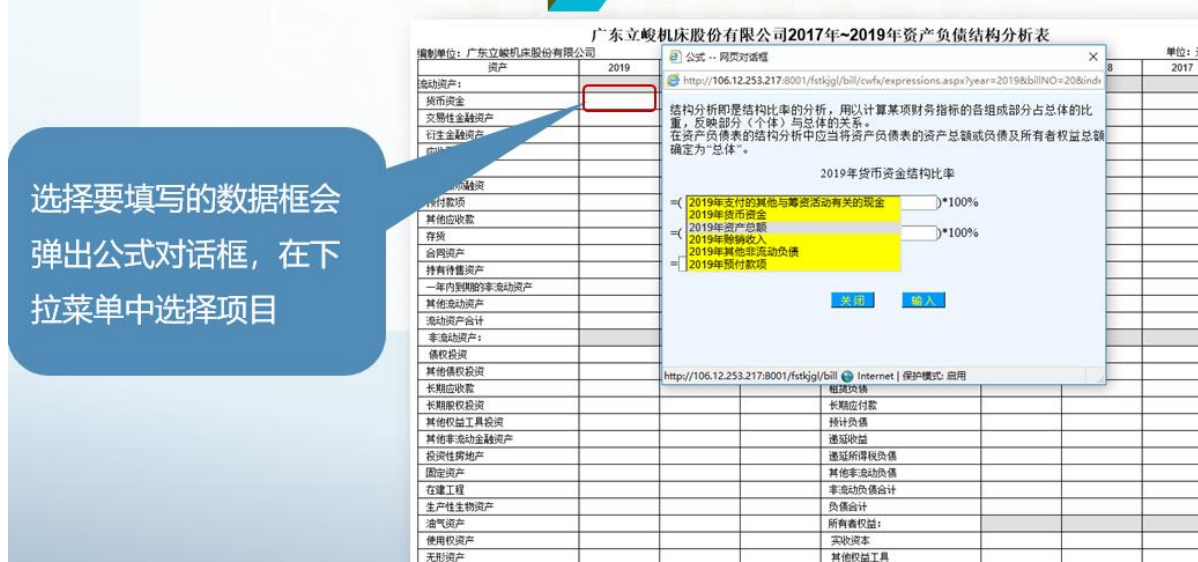 广东立峻机床股份有限公司2017年~2019年资产负债结构分析表
编制单位：广东立峻机床股份有限公司
单位：
资产
2019
8
2017
流动资产：
货币资金
交易性金融资产
衍生金融资产
预付款项
其他应收款
存货
合同资产
持有待售资产
一年内到期的非流动资产
其他流动资产
流动资产合计
非流动资产：
债权投资
其他债权投资
长期应收款
长期股权投资
其他权益工具投资
其他非流动金融资产
投资性房地产
固定资产
在建工程
生产性生物资产
油气资产
使用权资产
无形资产
选择要填写的数据框会
弹出公式对话框，在下
拉菜单中选择项目
公式 -- 网页对话框
http://106.12.253.217:8001/fstkjgl/bill/cwfx/expressions.aspx?year=2019&billNO=20&inde
结构分析即是结构比率的分析，用以计算某项财务指标的各组成部分占总体的比
重，反映部分（个体）与总体的关系。
在资产负债表的结构分析中应当将资产负债表的资产总额或负债及所有者权益总额
确定为“总体”。
2019年货币资金结构比率
=( )*100%
=( )*100%
=
2019年支付的其他与筹资活动有关的现金
2019年货币资金
2019年资产总额
2019年赊销收入
2019年其他非流动负债
2019年预付款项
关闭 输入
http://106.12.253.217:8001/fstkjgl/bill Internet | 保护模式: 启用
租赁负债
长期应付款
预计负债
递延收益
递延所得税负债
其他非流动负债
非流动负债合计
负债合计
所有者权益：
实收资本
其他权益工具